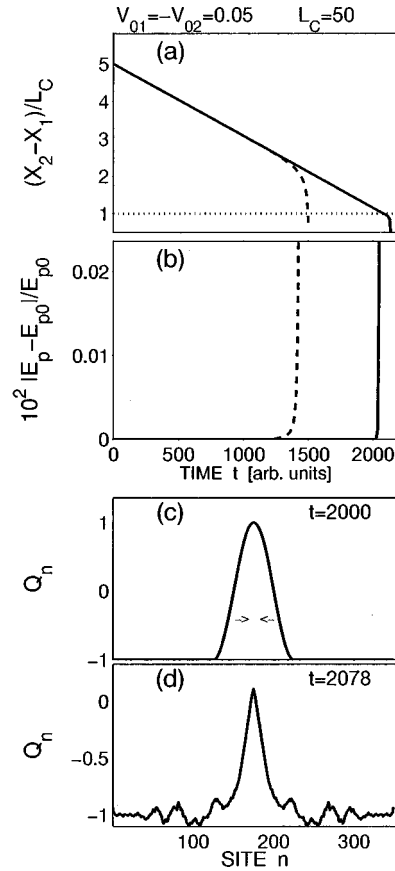 V₀₁=−V₀₂=0.05 L_C=50
(a)
(X₂−X₁)/L_C
5
4
3
2
1
(b)
10² |E_p−E_p0|/E_p0
0.02
0.01
0
0 500 1000 1500 2000
TIME t [arb. units]
(c) t=2000
Q_n
1
0
−1
(d) t=2078
Q_n
0
-0.5
−1
100 200 300
SITE n